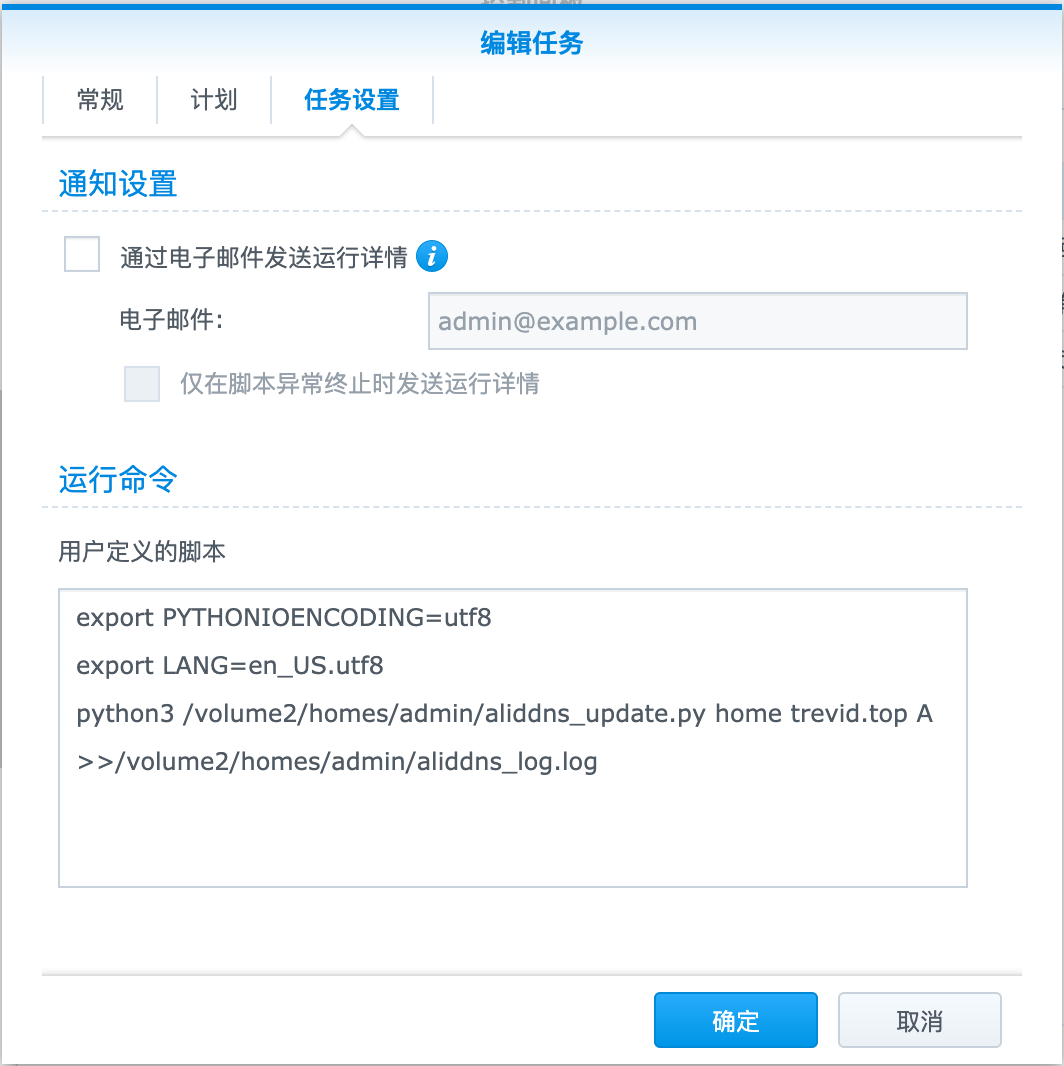 编辑任务
常规
计划
任务设置
通知设置
通过电子邮件发送运行详情
电子邮件:
admin@example.com
仅在脚本异常终止时发送运行详情
运行命令
用户定义的脚本
export PYTHONIOENCODING=utf8
export LANG=en_US.utf8
python3 /volume2/homes/admin/aliddns_update.py home trevid.top A
>>/volume2/homes/admin/aliddns_log.log
确定
取消